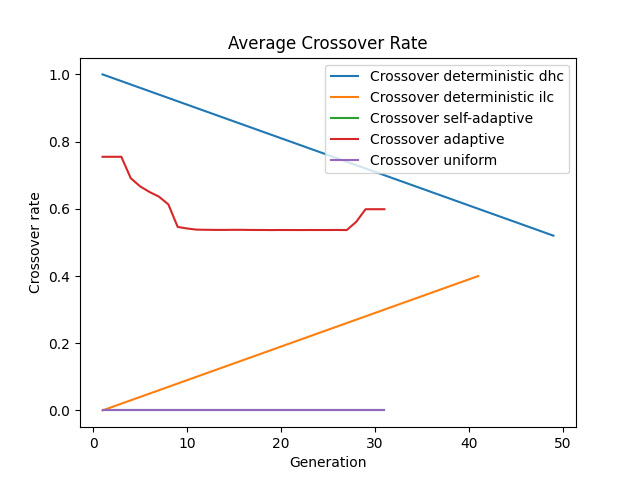 Average Crossover Rate
Crossover deterministic dhc
Crossover deterministic ilc
Crossover self-adaptive
Crossover adaptive
Crossover uniform
Crossover rate
1.0
0.8
0.6
0.4
0.2
0.0
0 10 20 30 40 50
Generation